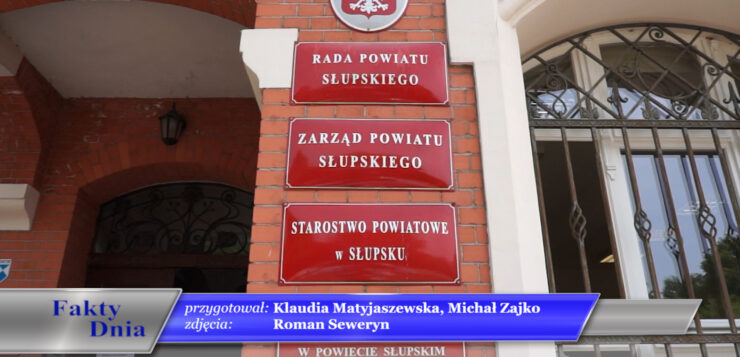 RADA POWIATU
SŁUPSKIEGO
ZARZĄD POWIATU
SŁUPSKIEGO
STAROSTWO POWIATOWE
w SŁUPSKU
Fakty
Dnia
przygotował: Klaudia Matyjaszewska, Michał Zajko
zdjęcia: Roman Seweryn
W POWIECIE SŁUPSKIM